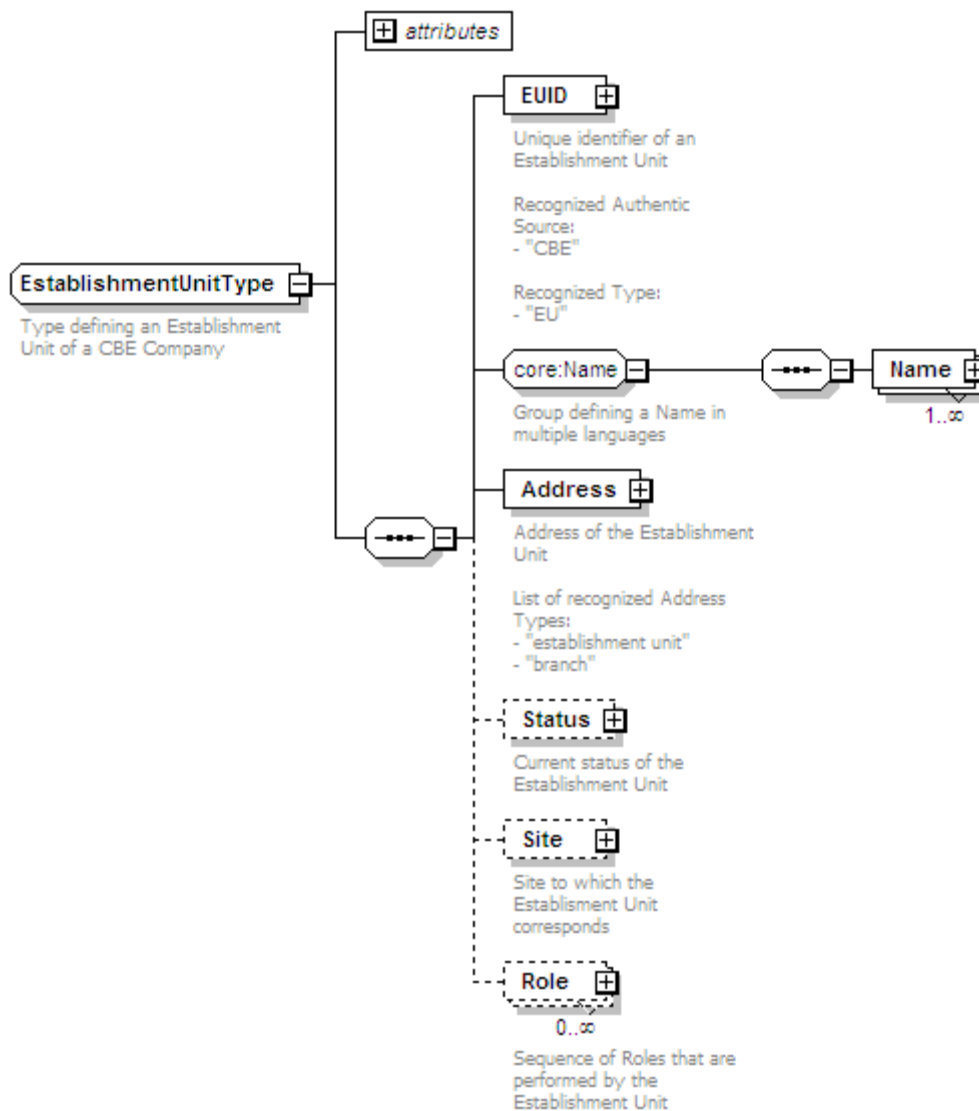 attributes
EUID
Unique identifier of an
Establishment Unit
Recognized Authentic
Source:
- "CBE"
Recognized Type:
- "EU"
EstablishmentUnitType
Type defining an Establishment
Unit of a CBE Company
core:Name
Name
1..∞
Group defining a Name in
multiple languages
Address
Address of the Establishment
Unit
List of recognized Address
Types:
- "establishment unit"
- "branch"
Status
Current status of the
Establishment Unit
Site
Site to which the
Establisment Unit
corresponds
Role
0..∞
Sequence of Roles that are
performed by the
Establishment Unit